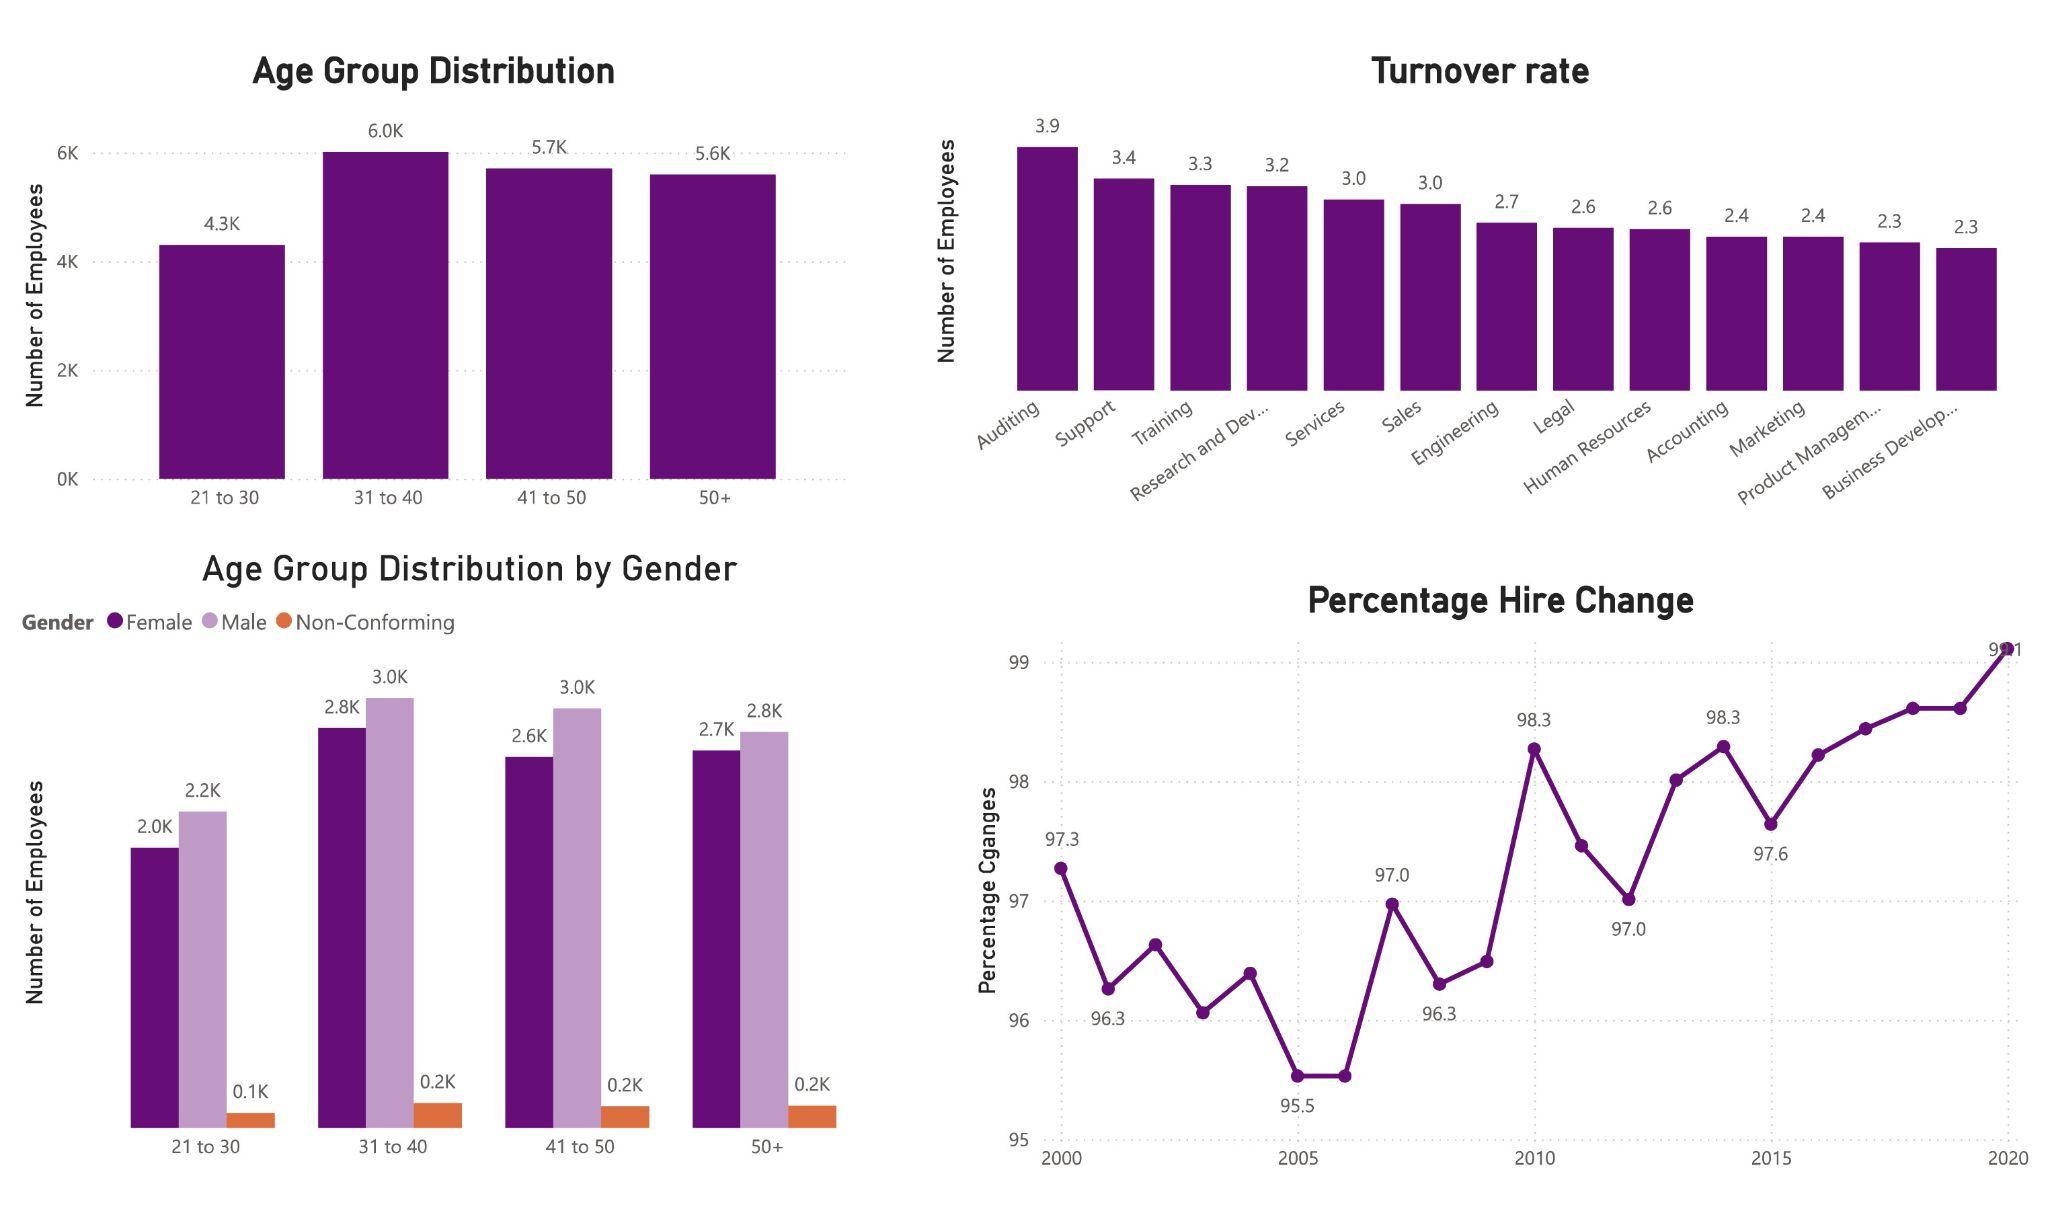 Age Group Distribution
Number of Employees
6K
4K
2K
0K
4.3K
6.0K
5.7K
5.6K
21 to 30
31 to 40
41 to 50
50+
Turnover rate
Number of Employees
3.9
3.4
3.3
3.2
3.0
3.0
2.7
2.6
2.6
2.4
2.4
2.3
2.3
Auditing
Support
Training
Research and Dev...
Services
Sales
Engineering
Legal
Human Resources
Accounting
Marketing
Product Managem...
Business Develop...
Age Group Distribution by Gender
Gender Female Male Non-Conforming
Number of Employees
2.0K
2.2K
0.1K
2.8K
3.0K
0.2K
2.6K
3.0K
0.2K
2.7K
2.8K
0.2K
21 to 30
31 to 40
41 to 50
50+
Percentage Hire Change
Percentage Cganges
99
98
97
96
95
97.3
96.3
95.5
97.0
96.3
98.3
97.0
98.3
97.6
99.1
2000
2005
2010
2015
2020